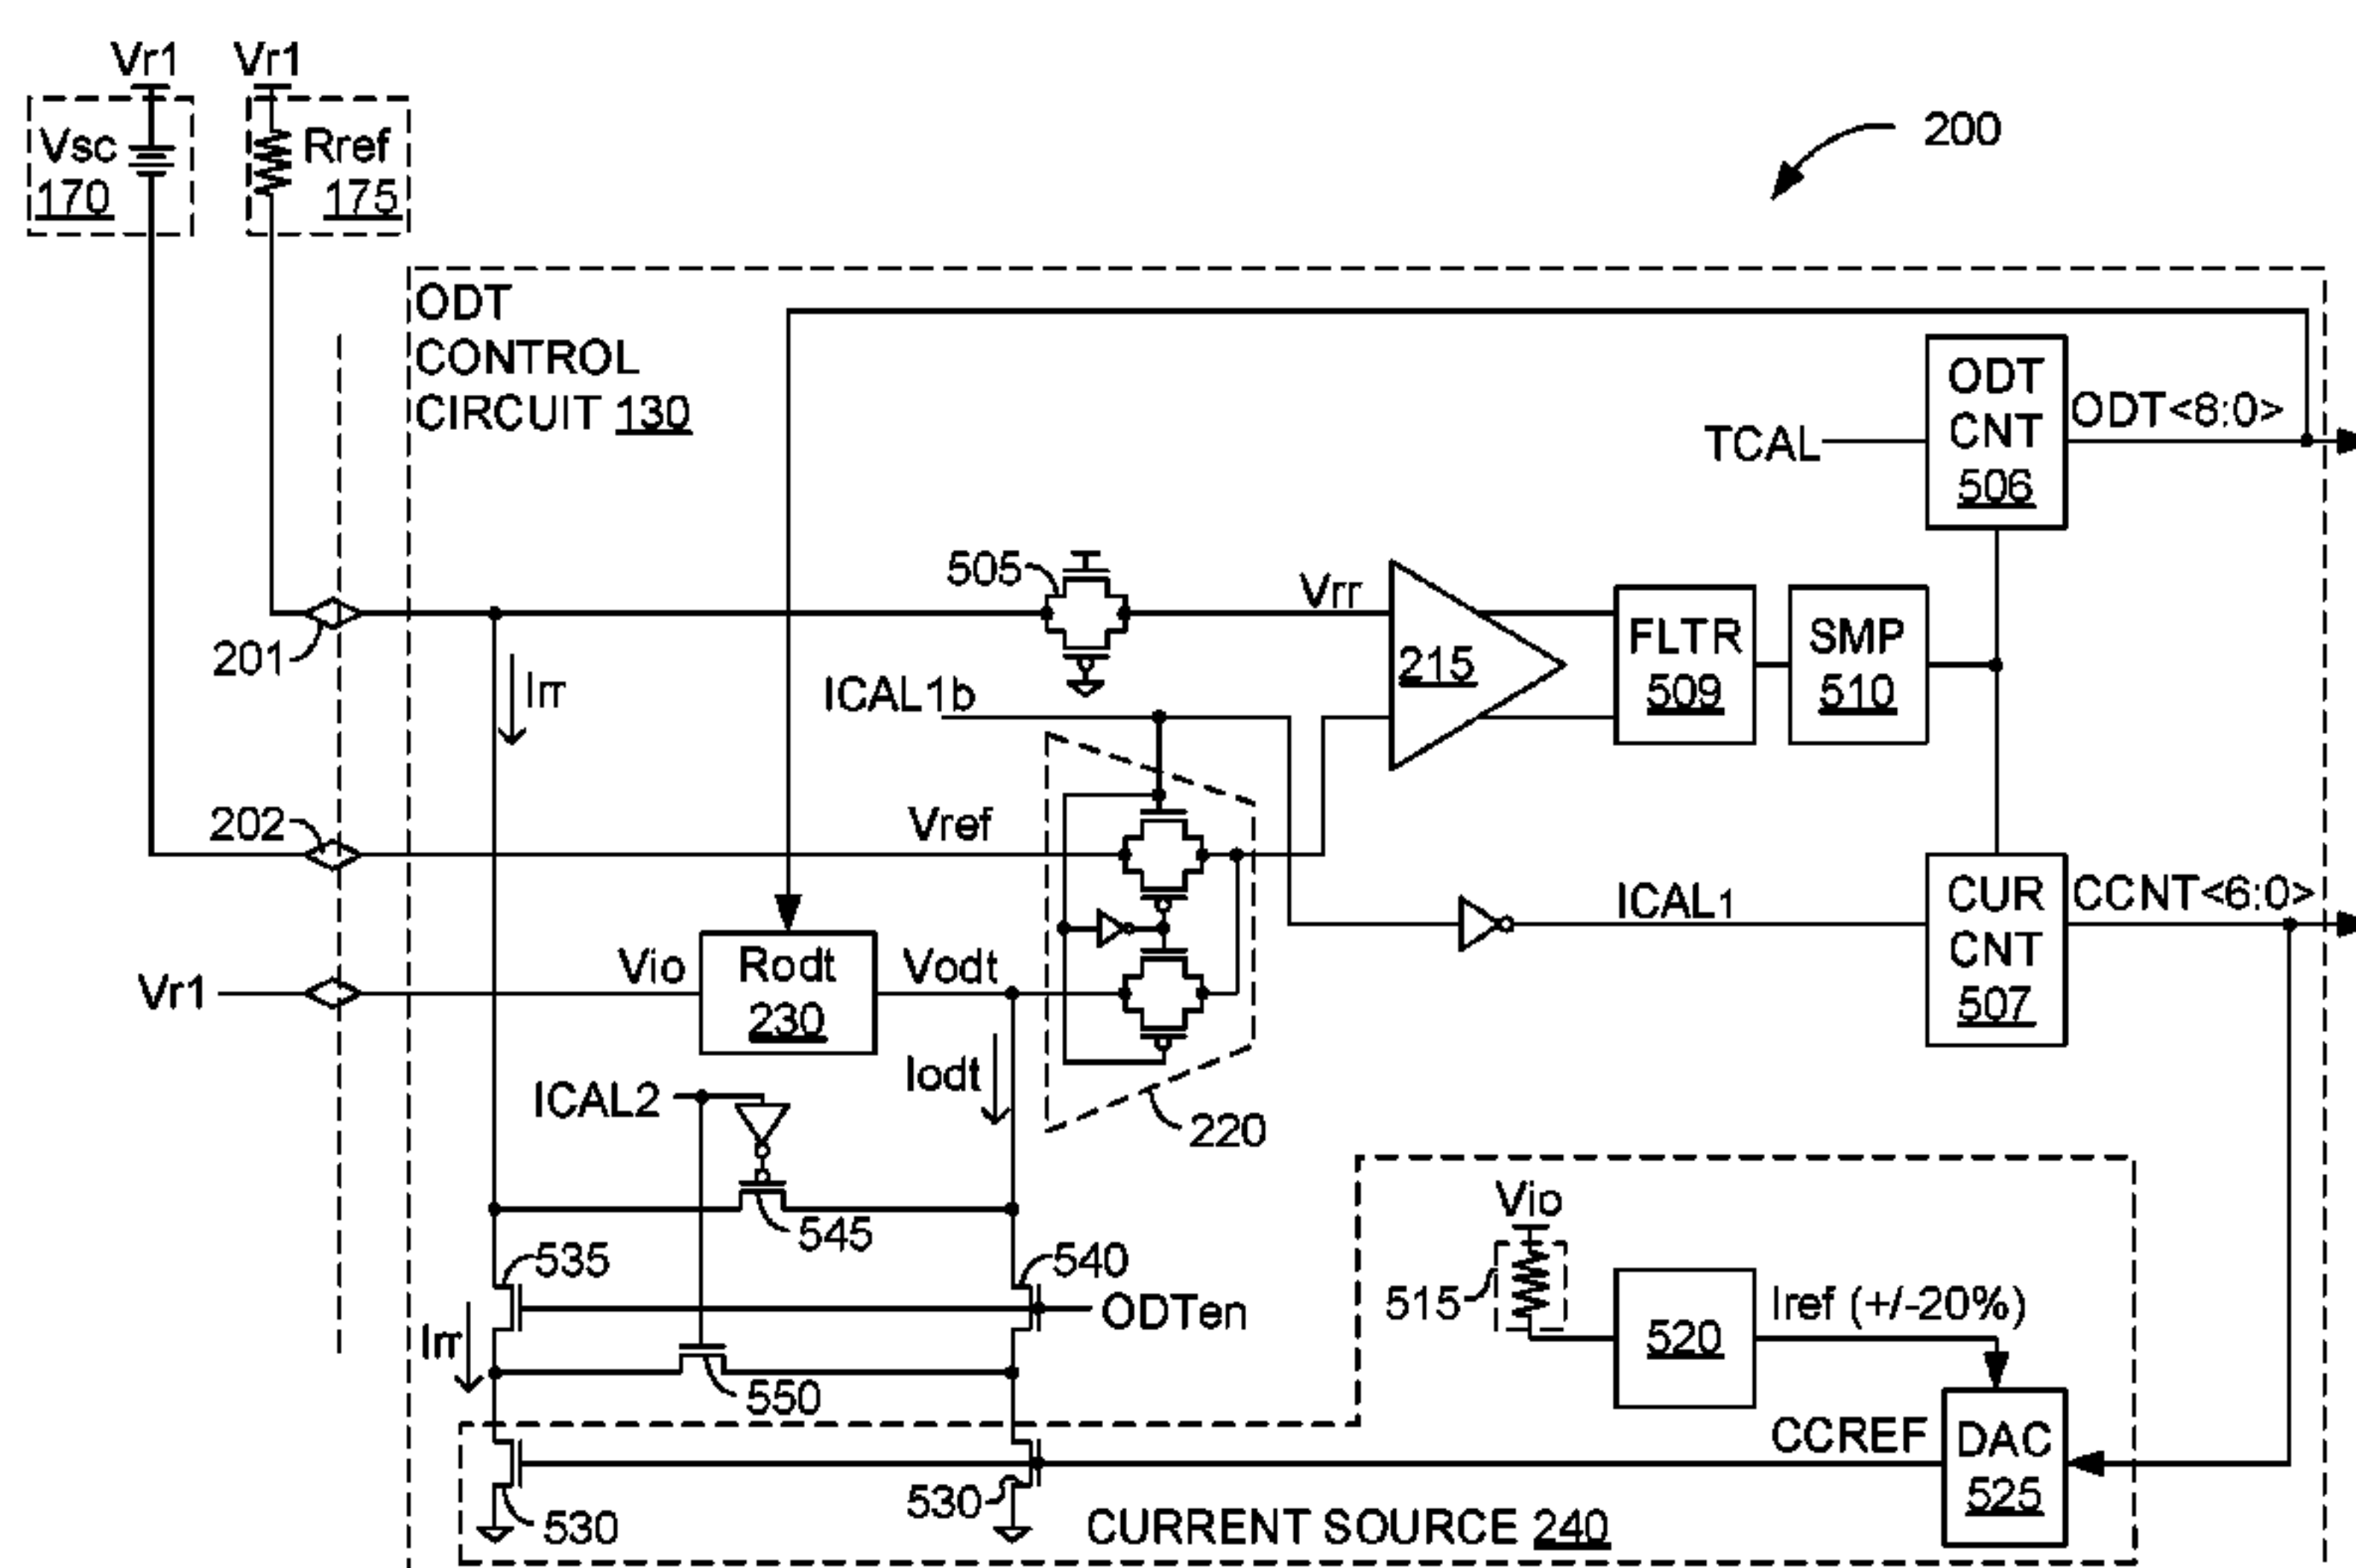 Vr1
Vr1
Vsc
170
Rref
175
200
ODT
CONTROL
CIRCUIT 130
ODT
CNT
506
ODT<8:0>
TCAL
505
Vrr
201
Irr
215
FLTR
509
SMP
510
ICAL1b
202
Vref
ICAL1
CUR
CNT
507
CCNT<6:0>
Vr1
Vio
Rodt
230
Vodt
Iodt
ICAL2
220
545
535
540
ODTen
Irr
550
Vio
515
520
Iref (+/-20%)
CCREF
DAC
525
530
530
CURRENT SOURCE 240